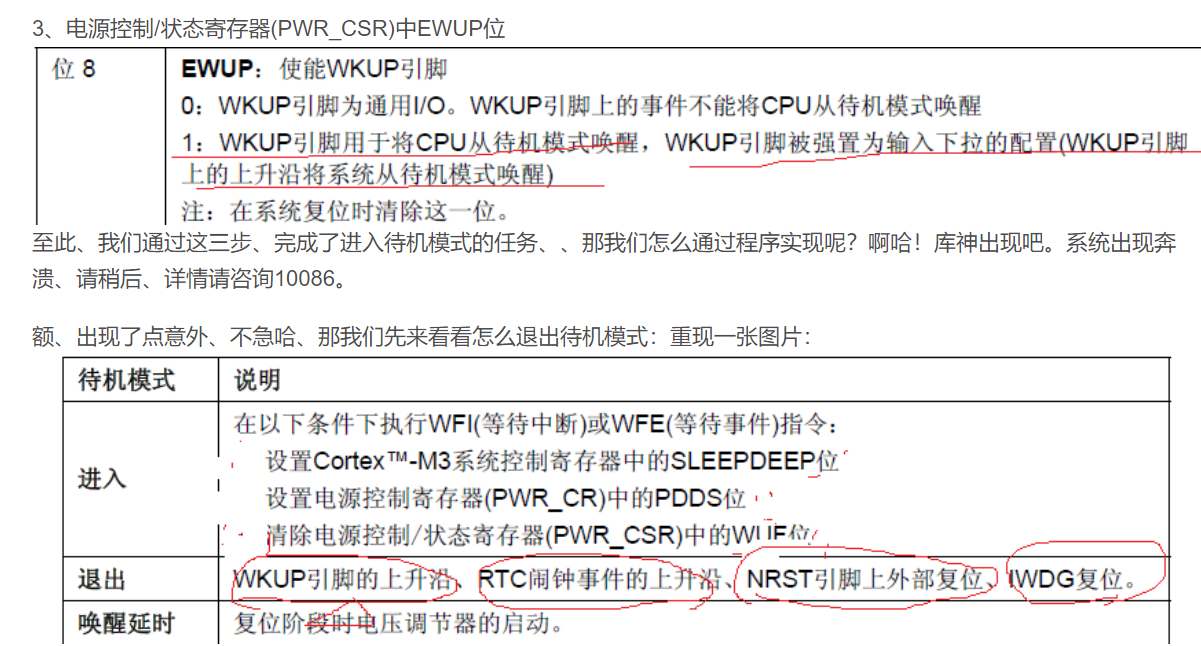 3、电源控制/状态寄存器(PWR_CSR)中EWUP位
位 8
EWUP：使能WKUP引脚
0：WKUP引脚为通用I/O。WKUP引脚上的事件不能将CPU从待机模式唤醒
1：WKUP引脚用于将CPU从待机模式唤醒，WKUP引脚被强置为输入下拉的配置(WKUP引脚
上的上升沿将系统从待机模式唤醒)
注：在系统复位时清除这一位。
至此、我们通过这三步、完成了进入待机模式的任务、、那我们怎么通过程序实现呢？啊哈！库神出现吧。系统出现奔
溃、请稍后、详情请咨询10086。
额、出现了点意外、不急哈、那我们先来看看怎么退出待机模式：重现一张图片：
待机模式 说明
进入
在以下条件下执行WFI(等待中断)或WFE(等待事件)指令：
设置Cortex™-M3系统控制寄存器中的SLEEPDEEP位
设置电源控制寄存器(PWR_CR)中的PDDS位
清除电源控制/状态寄存器(PWR_CSR)中的WUF位
退出 WKUP引脚的上升沿、RTC闹钟事件的上升沿、NRST引脚上外部复位、IWDG复位。
唤醒延时 复位阶段时电压调节器的启动。